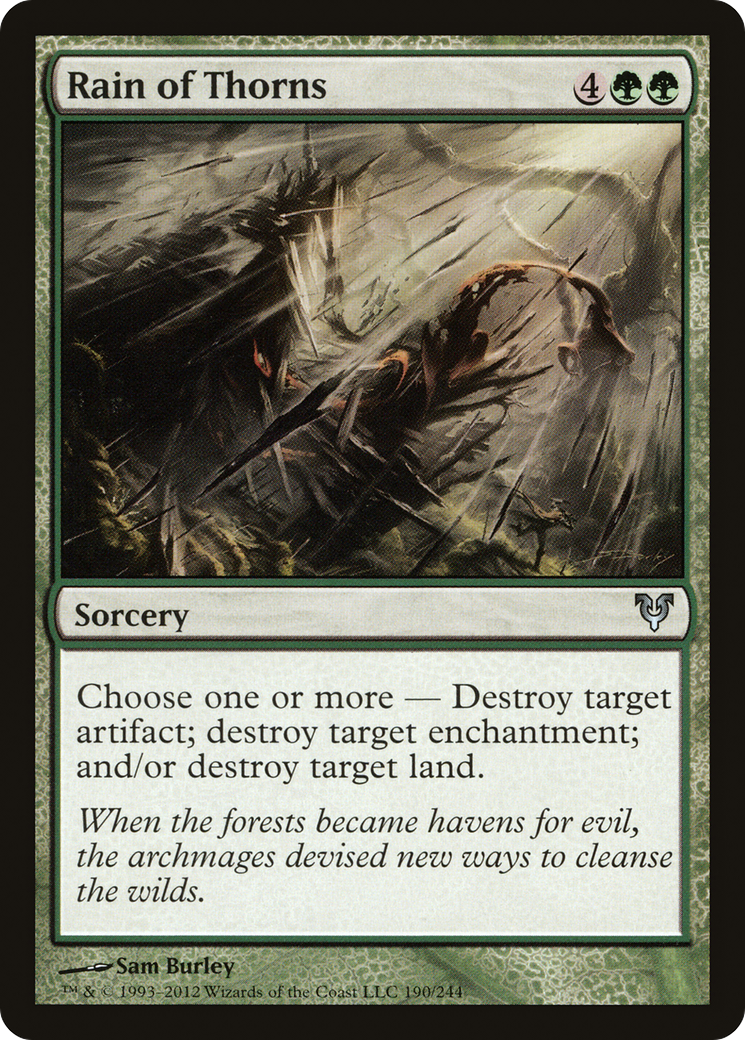 Rain of Thorns
4
Sorcery
Choose one or more — Destroy target
artifact; destroy target enchantment;
and/or destroy target land.
When the forests became havens for evil,
the archmages devised new ways to cleanse
the wilds.
Sam Burley
™ & © 1993–2012 Wizards of the Coast LLC 190/244